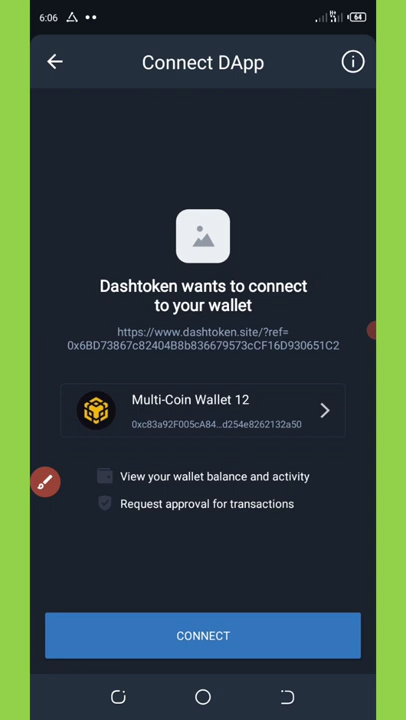 6:06
64
Connect DApp
Dashtoken wants to connect
to your wallet
https://www.dashtoken.site/?ref=
0x6BD73867c82404B8b836679573cCF16D930651C2
Multi-Coin Wallet 12
0xc83a92F005cA84...d254e8262132a50
View your wallet balance and activity
Request approval for transactions
CONNECT